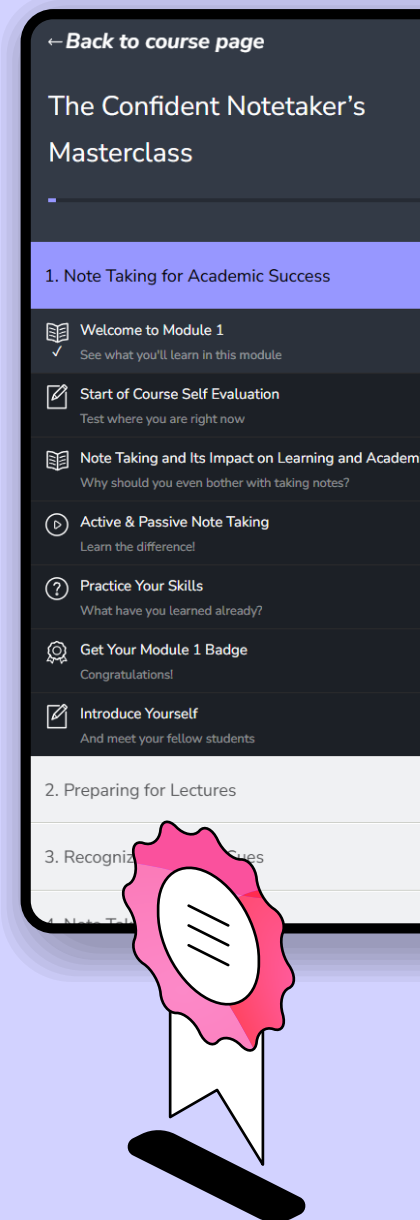 ←Back to course page
The Confident Notetaker’s
Masterclass
1. Note Taking for Academic Success
Welcome to Module 1
See what you'll learn in this module
Start of Course Self Evaluation
Test where you are right now
Note Taking and Its Impact on Learning and Academ
Why should you even bother with taking notes?
Active & Passive Note Taking
Learn the difference!
Practice Your Skills
What have you learned already?
Get Your Module 1 Badge
Congratulations!
Introduce Yourself
And meet your fellow students
2. Preparing for Lectures
3. Recogniz Cues